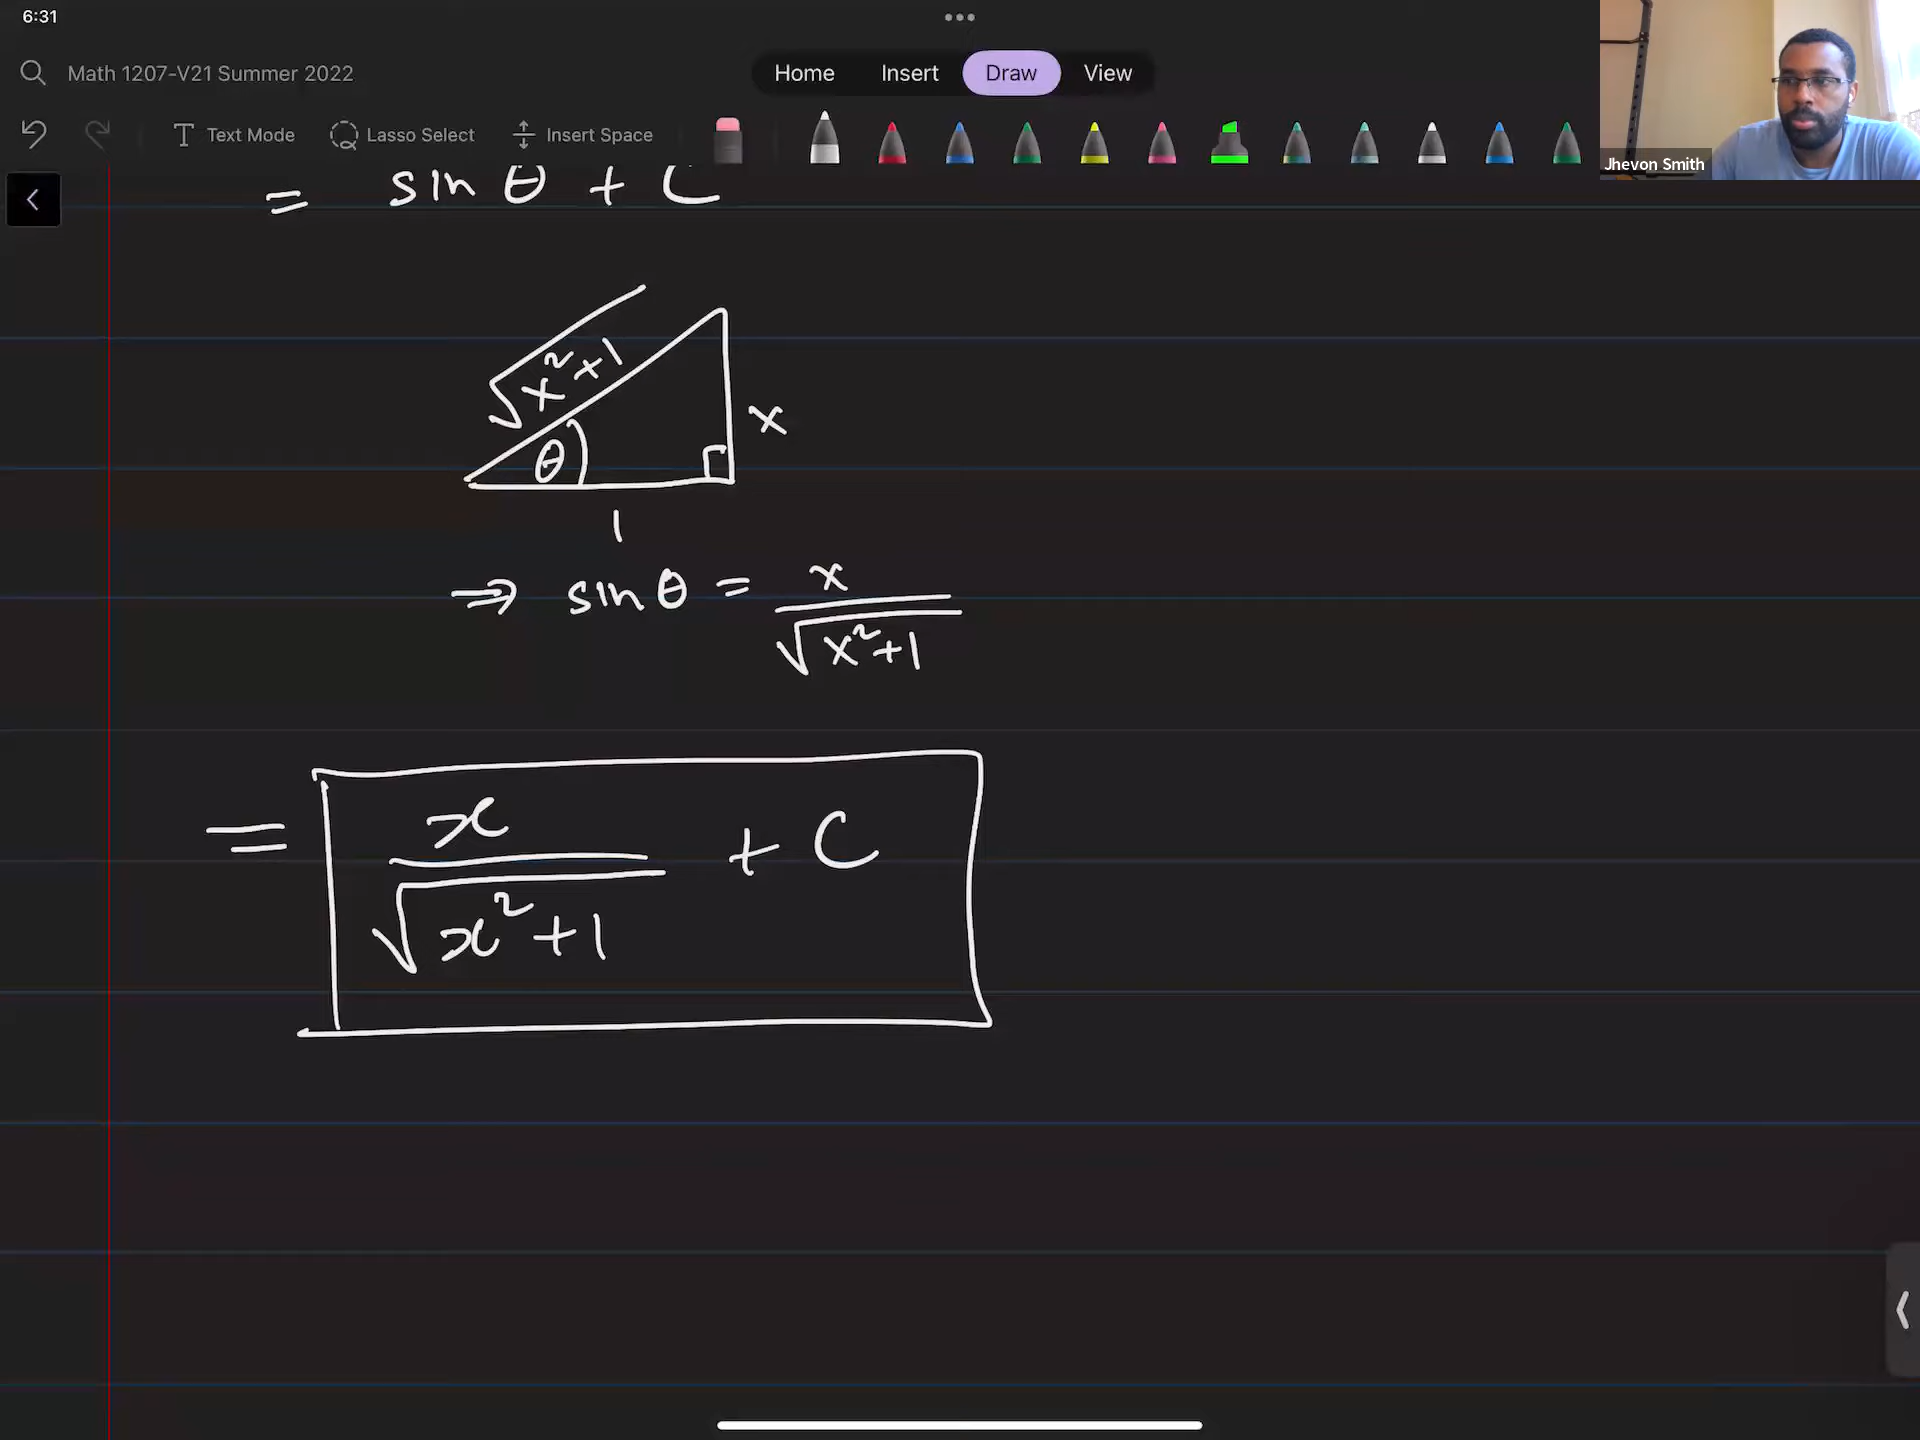 6:31
Math 1207-V21 Summer 2022
Home Insert Draw View
Text Mode Lasso Select Insert Space
Jhevon Smith
= sin θ + C
√x²+1
θ
x
1
⇒ sin θ = x / √x²+1
= x / √x²+1 + C